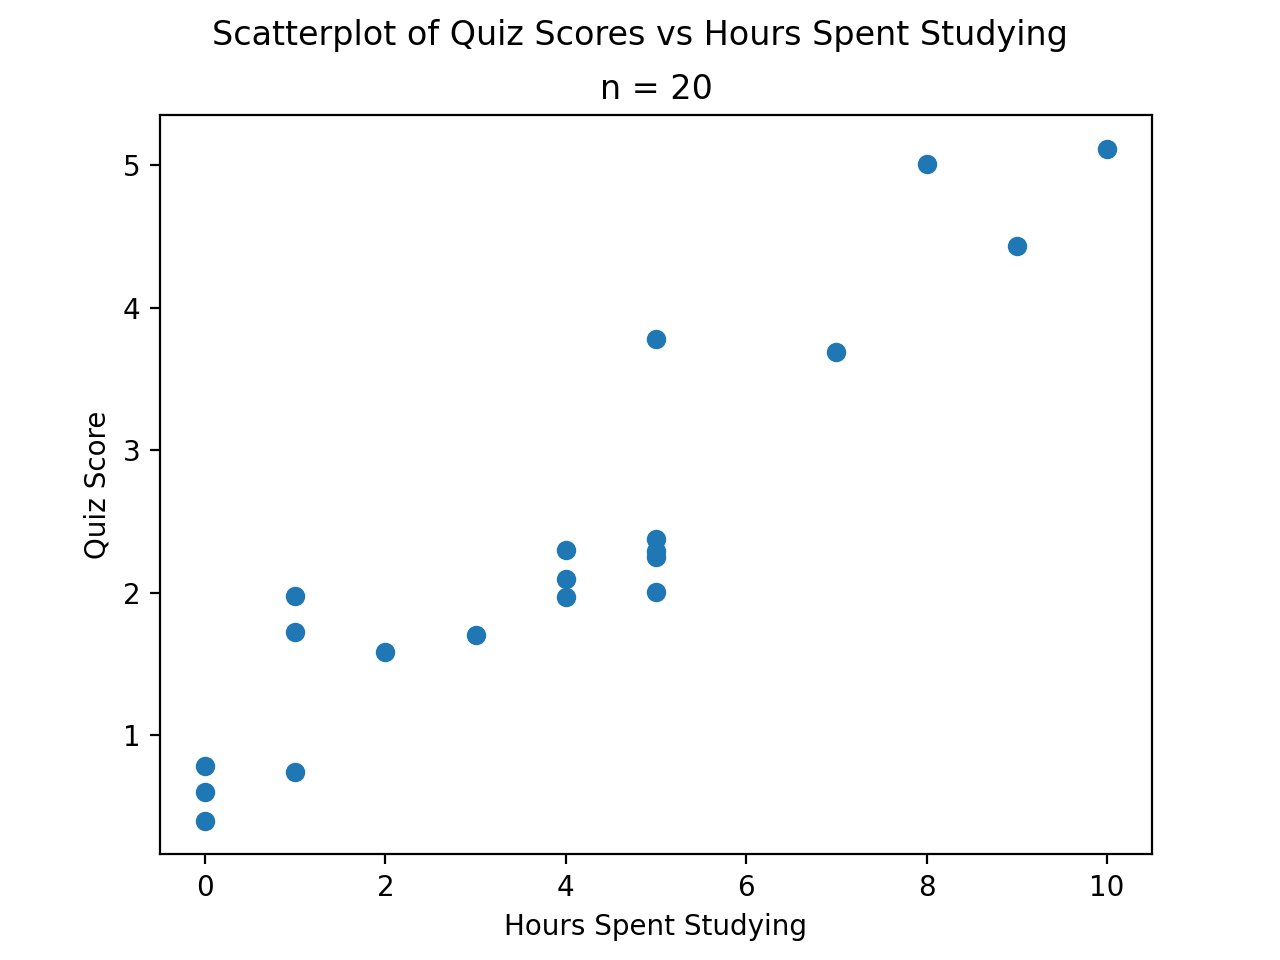 Scatterplot of Quiz Scores vs Hours Spent Studying
n = 20
5
4
3
2
1
Quiz Score
0 2 4 6 8 10
Hours Spent Studying